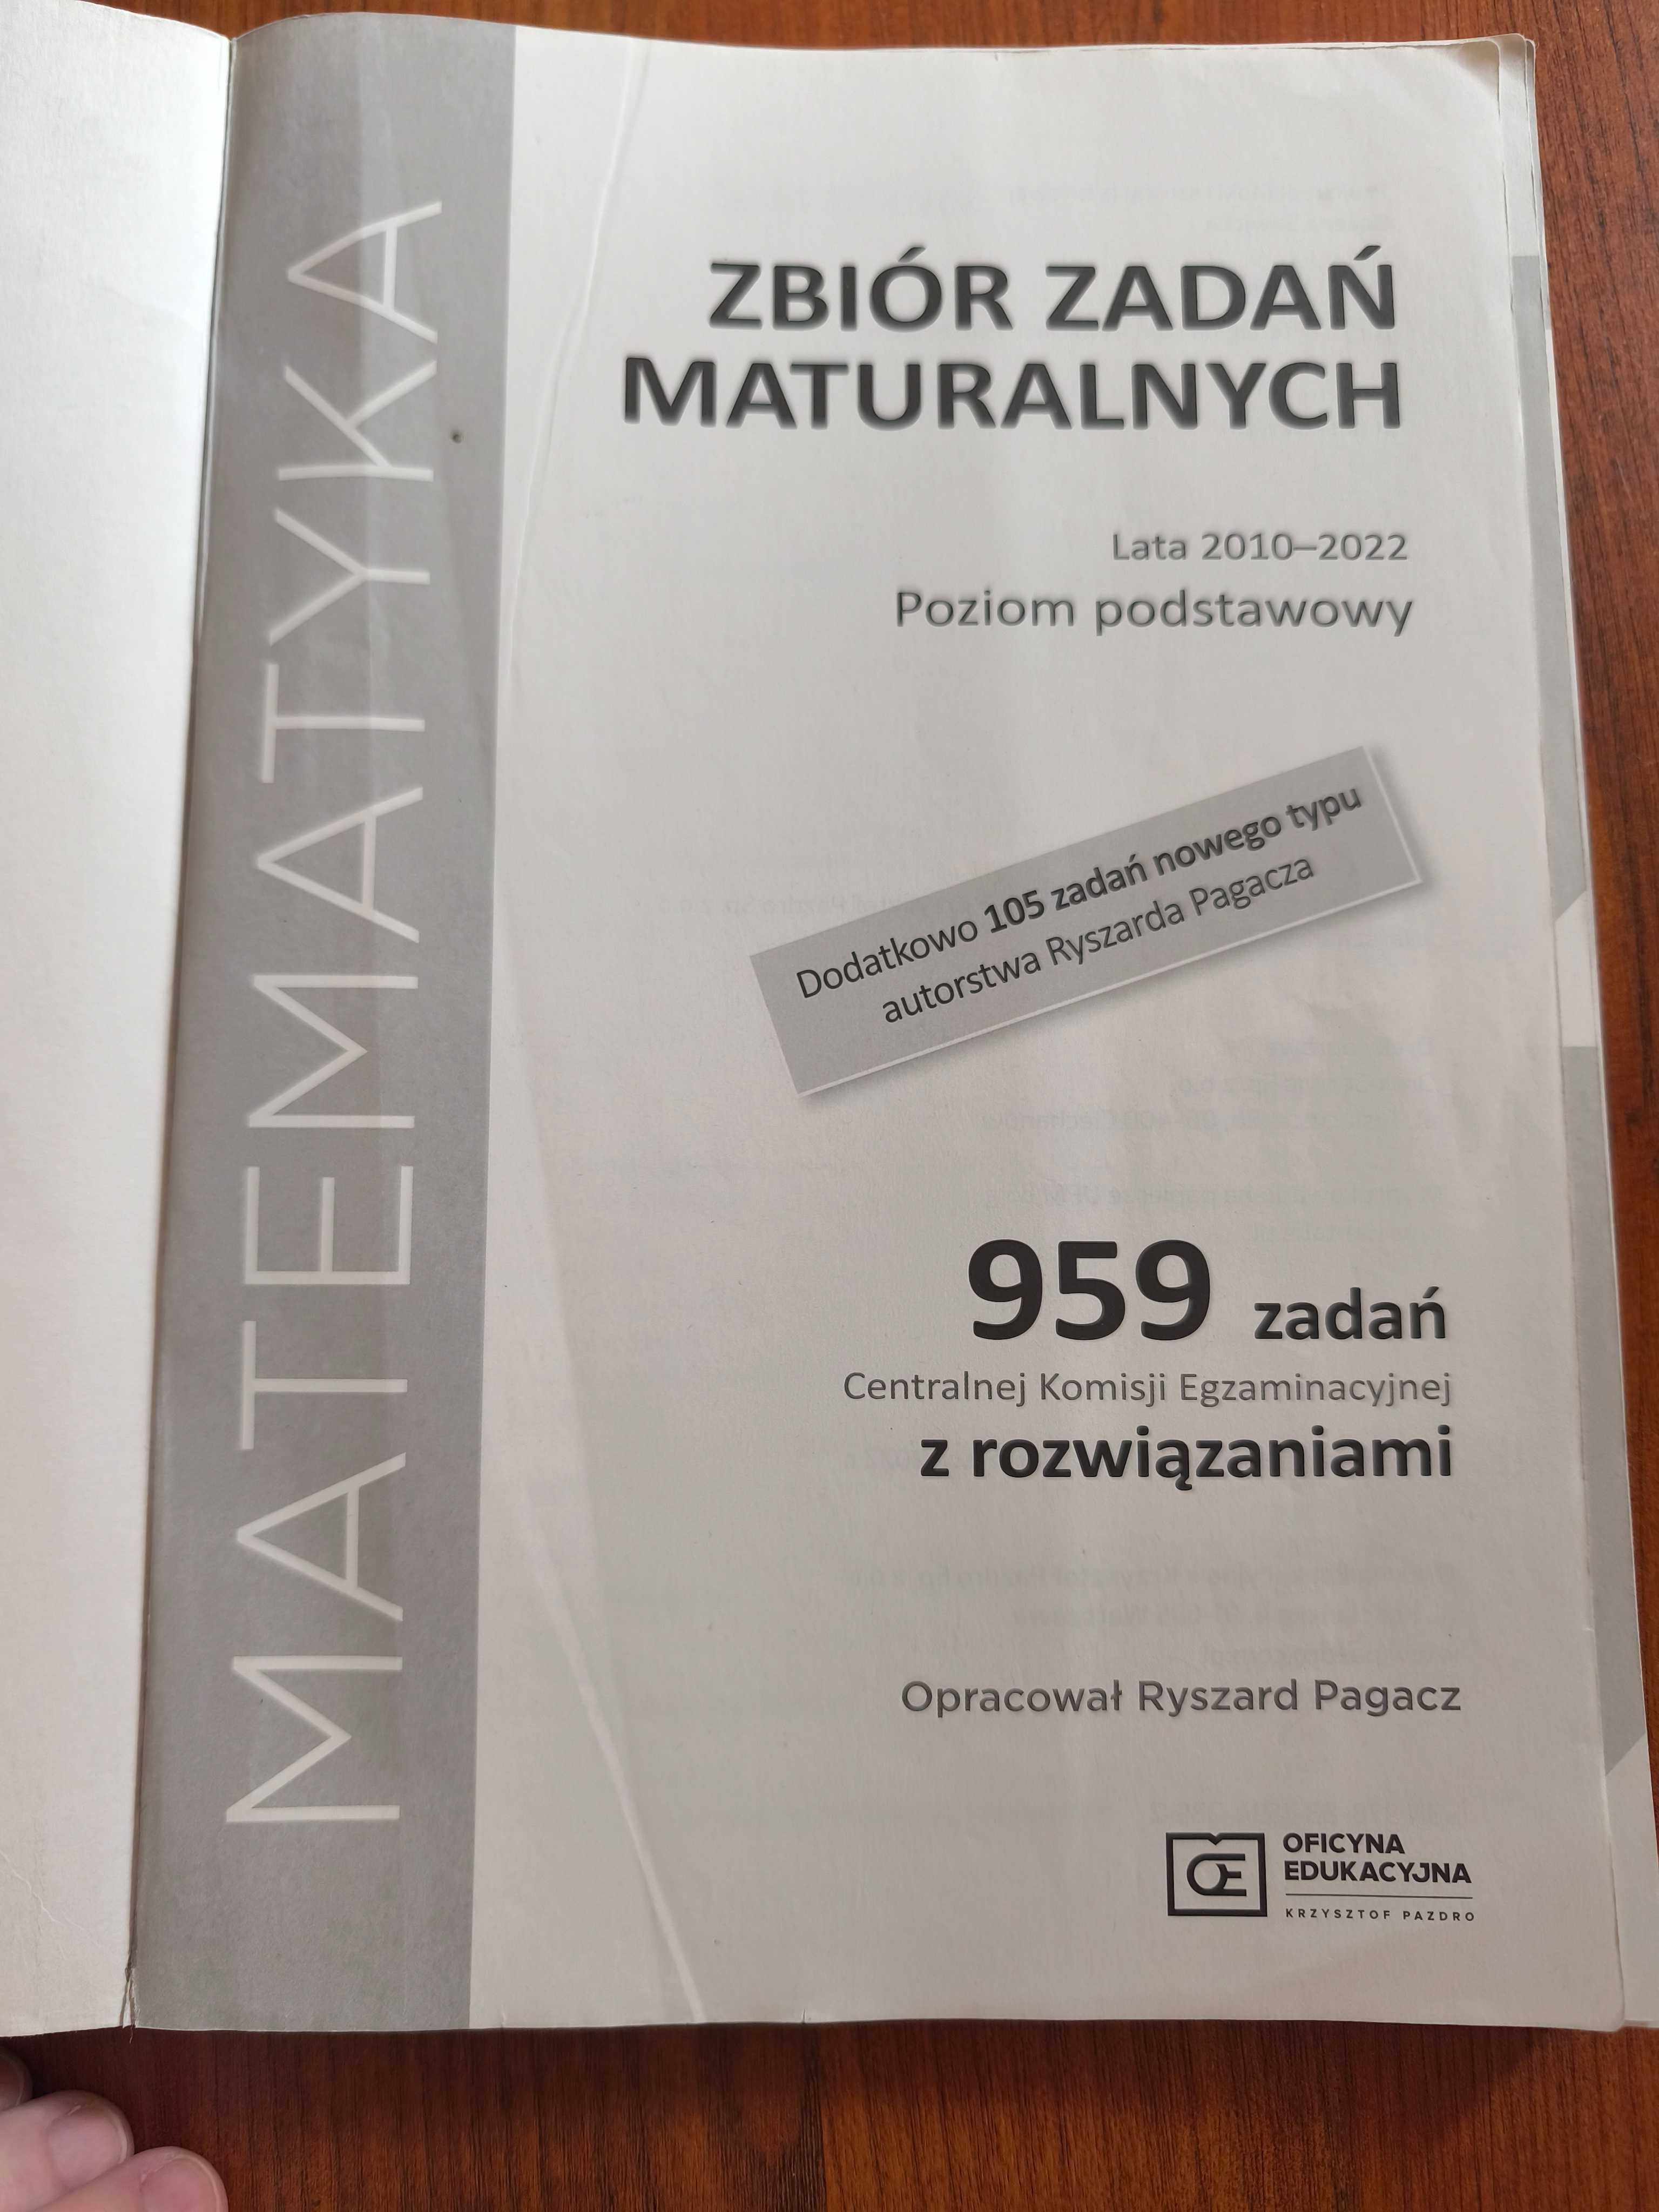 MATEMATYKA
ZBIÓR ZADAŃ
MATURALNYCH
Lata 2010–2022
Poziom podstawowy
Dodatkowo 105 zadań nowego typu
autorstwa Ryszarda Pagacza
959 zadań
Centralnej Komisji Egzaminacyjnej
z rozwiązaniami
Opracował Ryszard Pagacz
OFICYNA
EDUKACYJNA
KRZYSZTOF PAZDRO